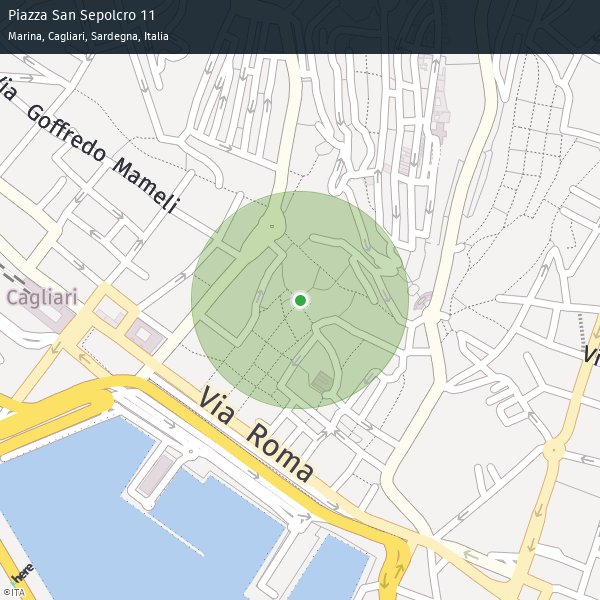 Piazza San Sepolcro 11
Marina, Cagliari, Sardegna, Italia
Via Goffredo Mameli
Cagliari
Vi
Via Roma
here
©ITA